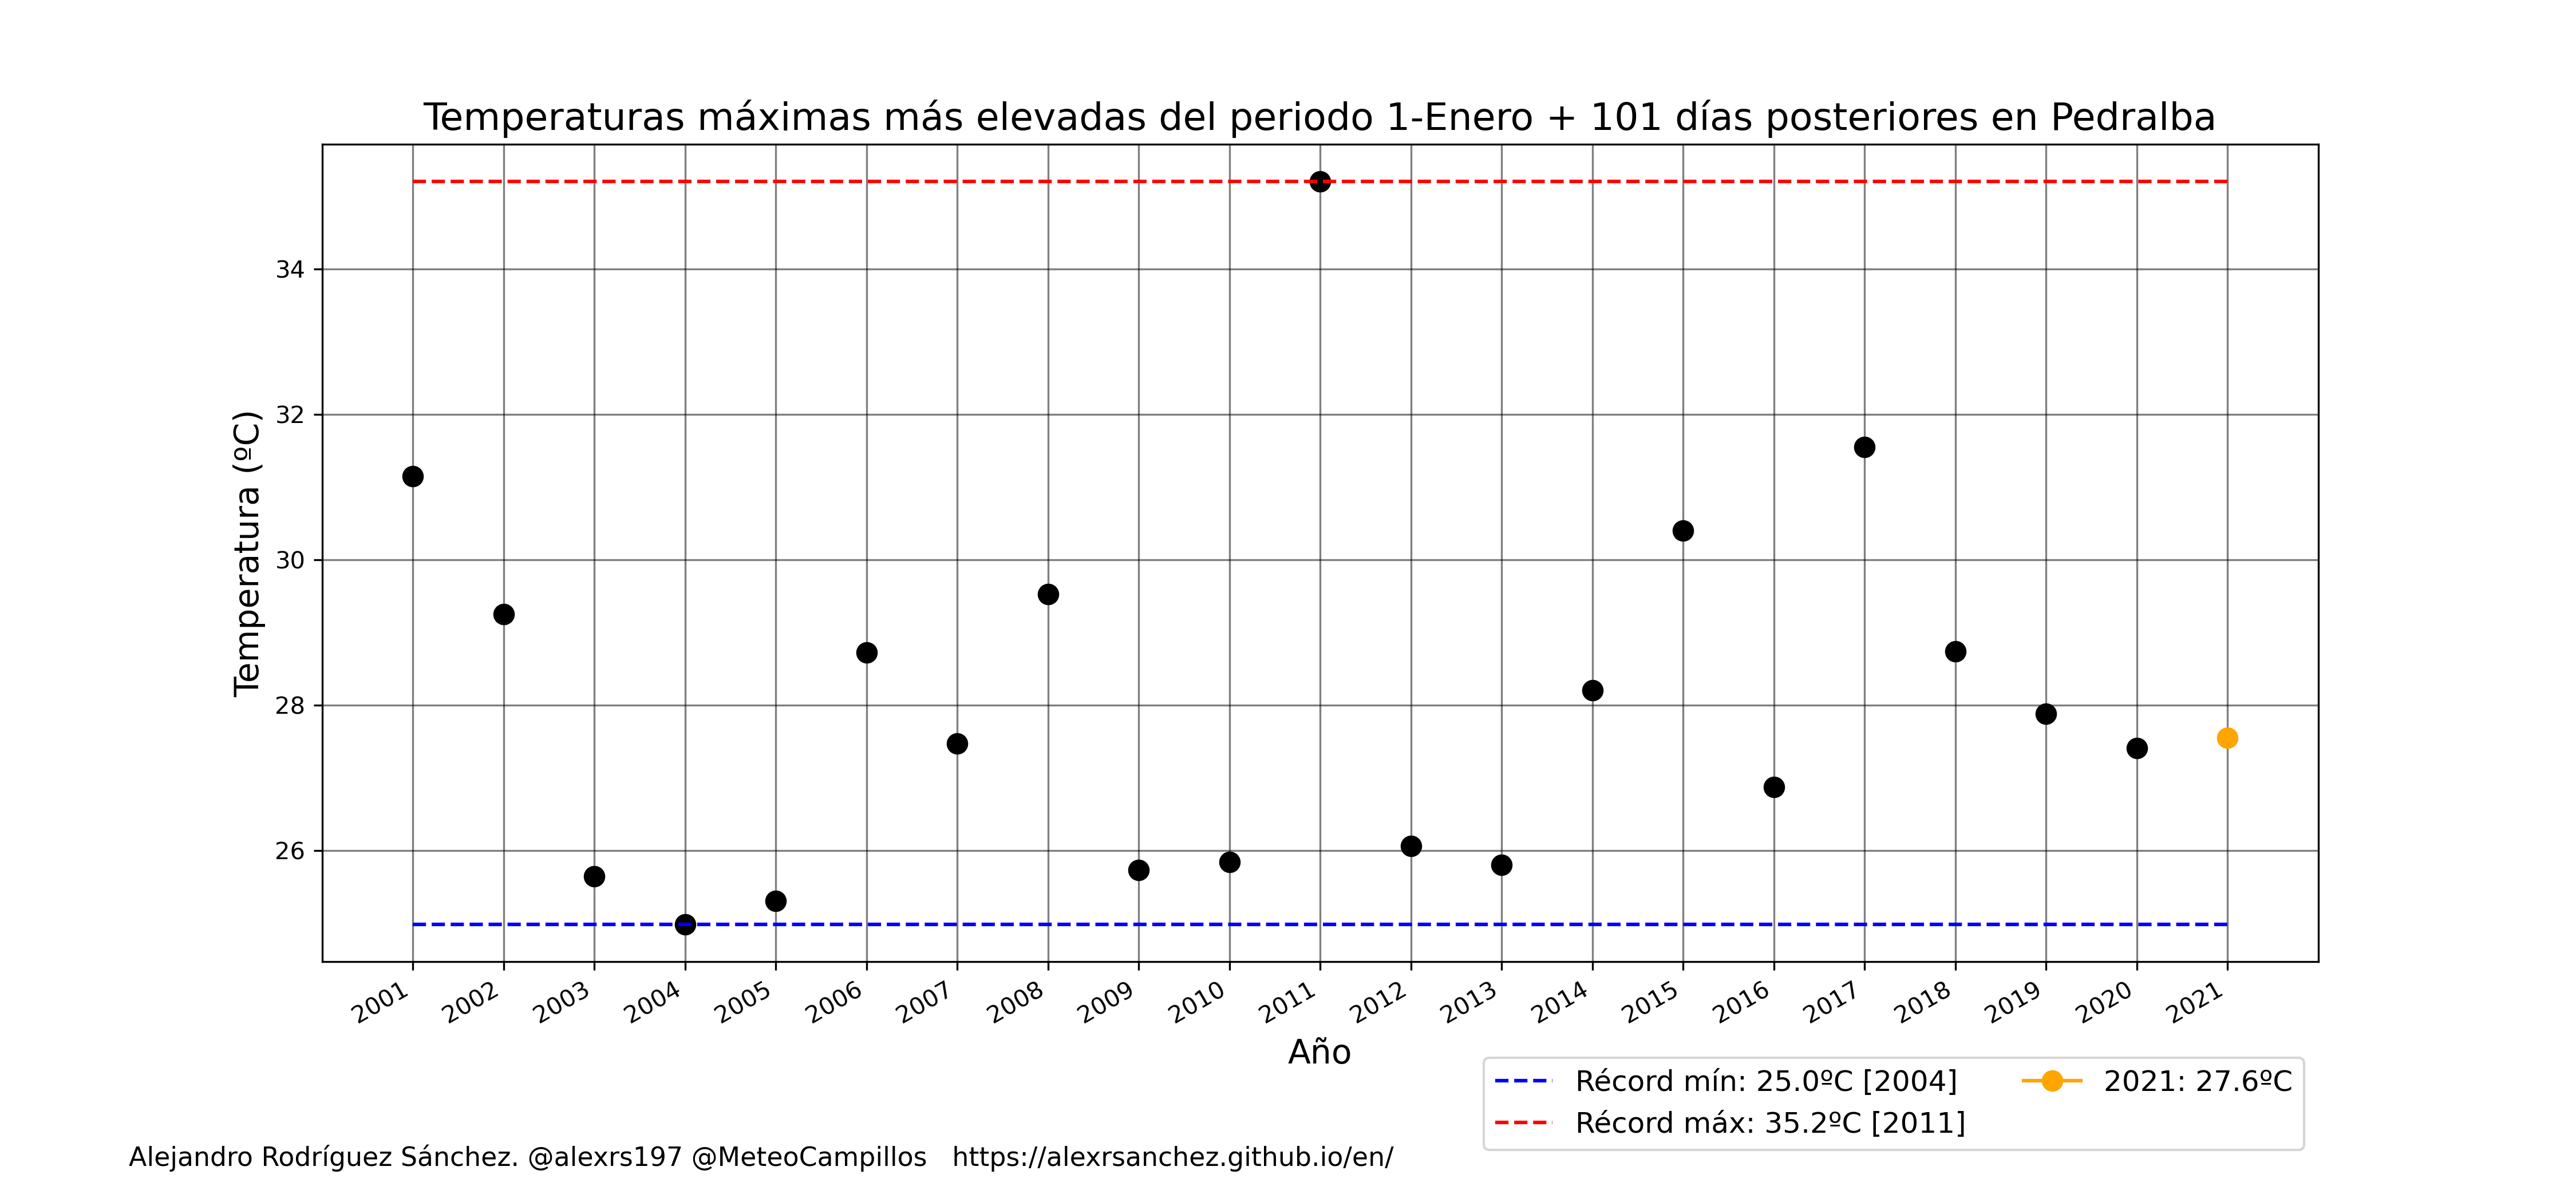 Temperaturas máximas más elevadas del periodo 1-Enero + 101 días posteriores en Pedralba
Temperatura (ºC)
34
32
30
28
26
2001 2002 2003 2004 2005 2006 2007 2008 2009 2010 2011 2012 2013 2014 2015 2016 2017 2018 2019 2020 2021
Año
Récord mín: 25.0ºC [2004] 2021: 27.6ºC
Récord máx: 35.2ºC [2011]
Alejandro Rodríguez Sánchez. @alexrs197 @MeteoCampillos https://alexrsanchez.github.io/en/